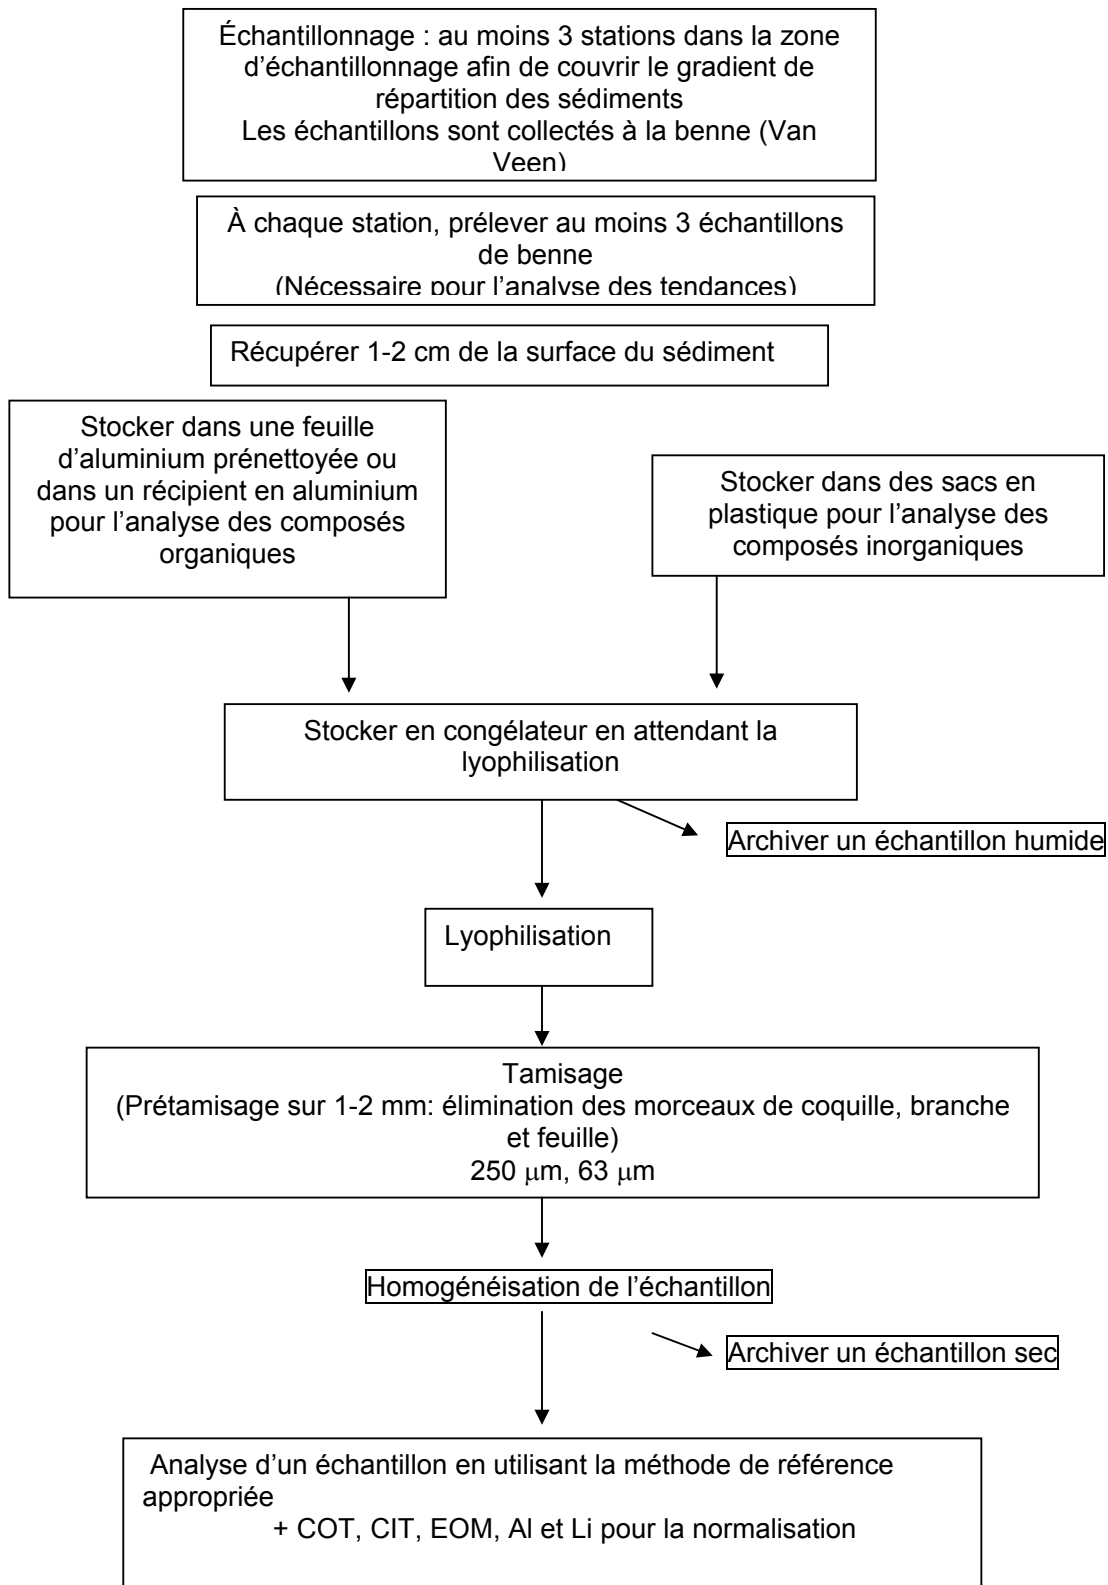 Échantillonnage : au moins 3 stations dans la zone
d’échantillonnage afin de couvrir le gradient de
répartition des sédiments
Les échantillons sont collectés à la benne (Van
Veen)
À chaque station, prélever au moins 3 échantillons
de benne
(Nécessaire pour l’analyse des tendances)
Récupérer 1-2 cm de la surface du sédiment
Stocker dans une feuille
d’aluminium prénettoyée ou
dans un récipient en aluminium
pour l’analyse des composés
organiques
Stocker dans des sacs en
plastique pour l’analyse des
composés inorganiques
Stocker en congélateur en attendant la
lyophilisation
Archiver un échantillon humide
Lyophilisation
Tamisage
(Prétamisage sur 1-2 mm: élimination des morceaux de coquille, branche
et feuille)
250 μm, 63 μm
Homogénéisation de l’échantillon
Archiver un échantillon sec
Analyse d’un échantillon en utilisant la méthode de référence
appropriée
+ COT, CIT, EOM, Al et Li pour la normalisation